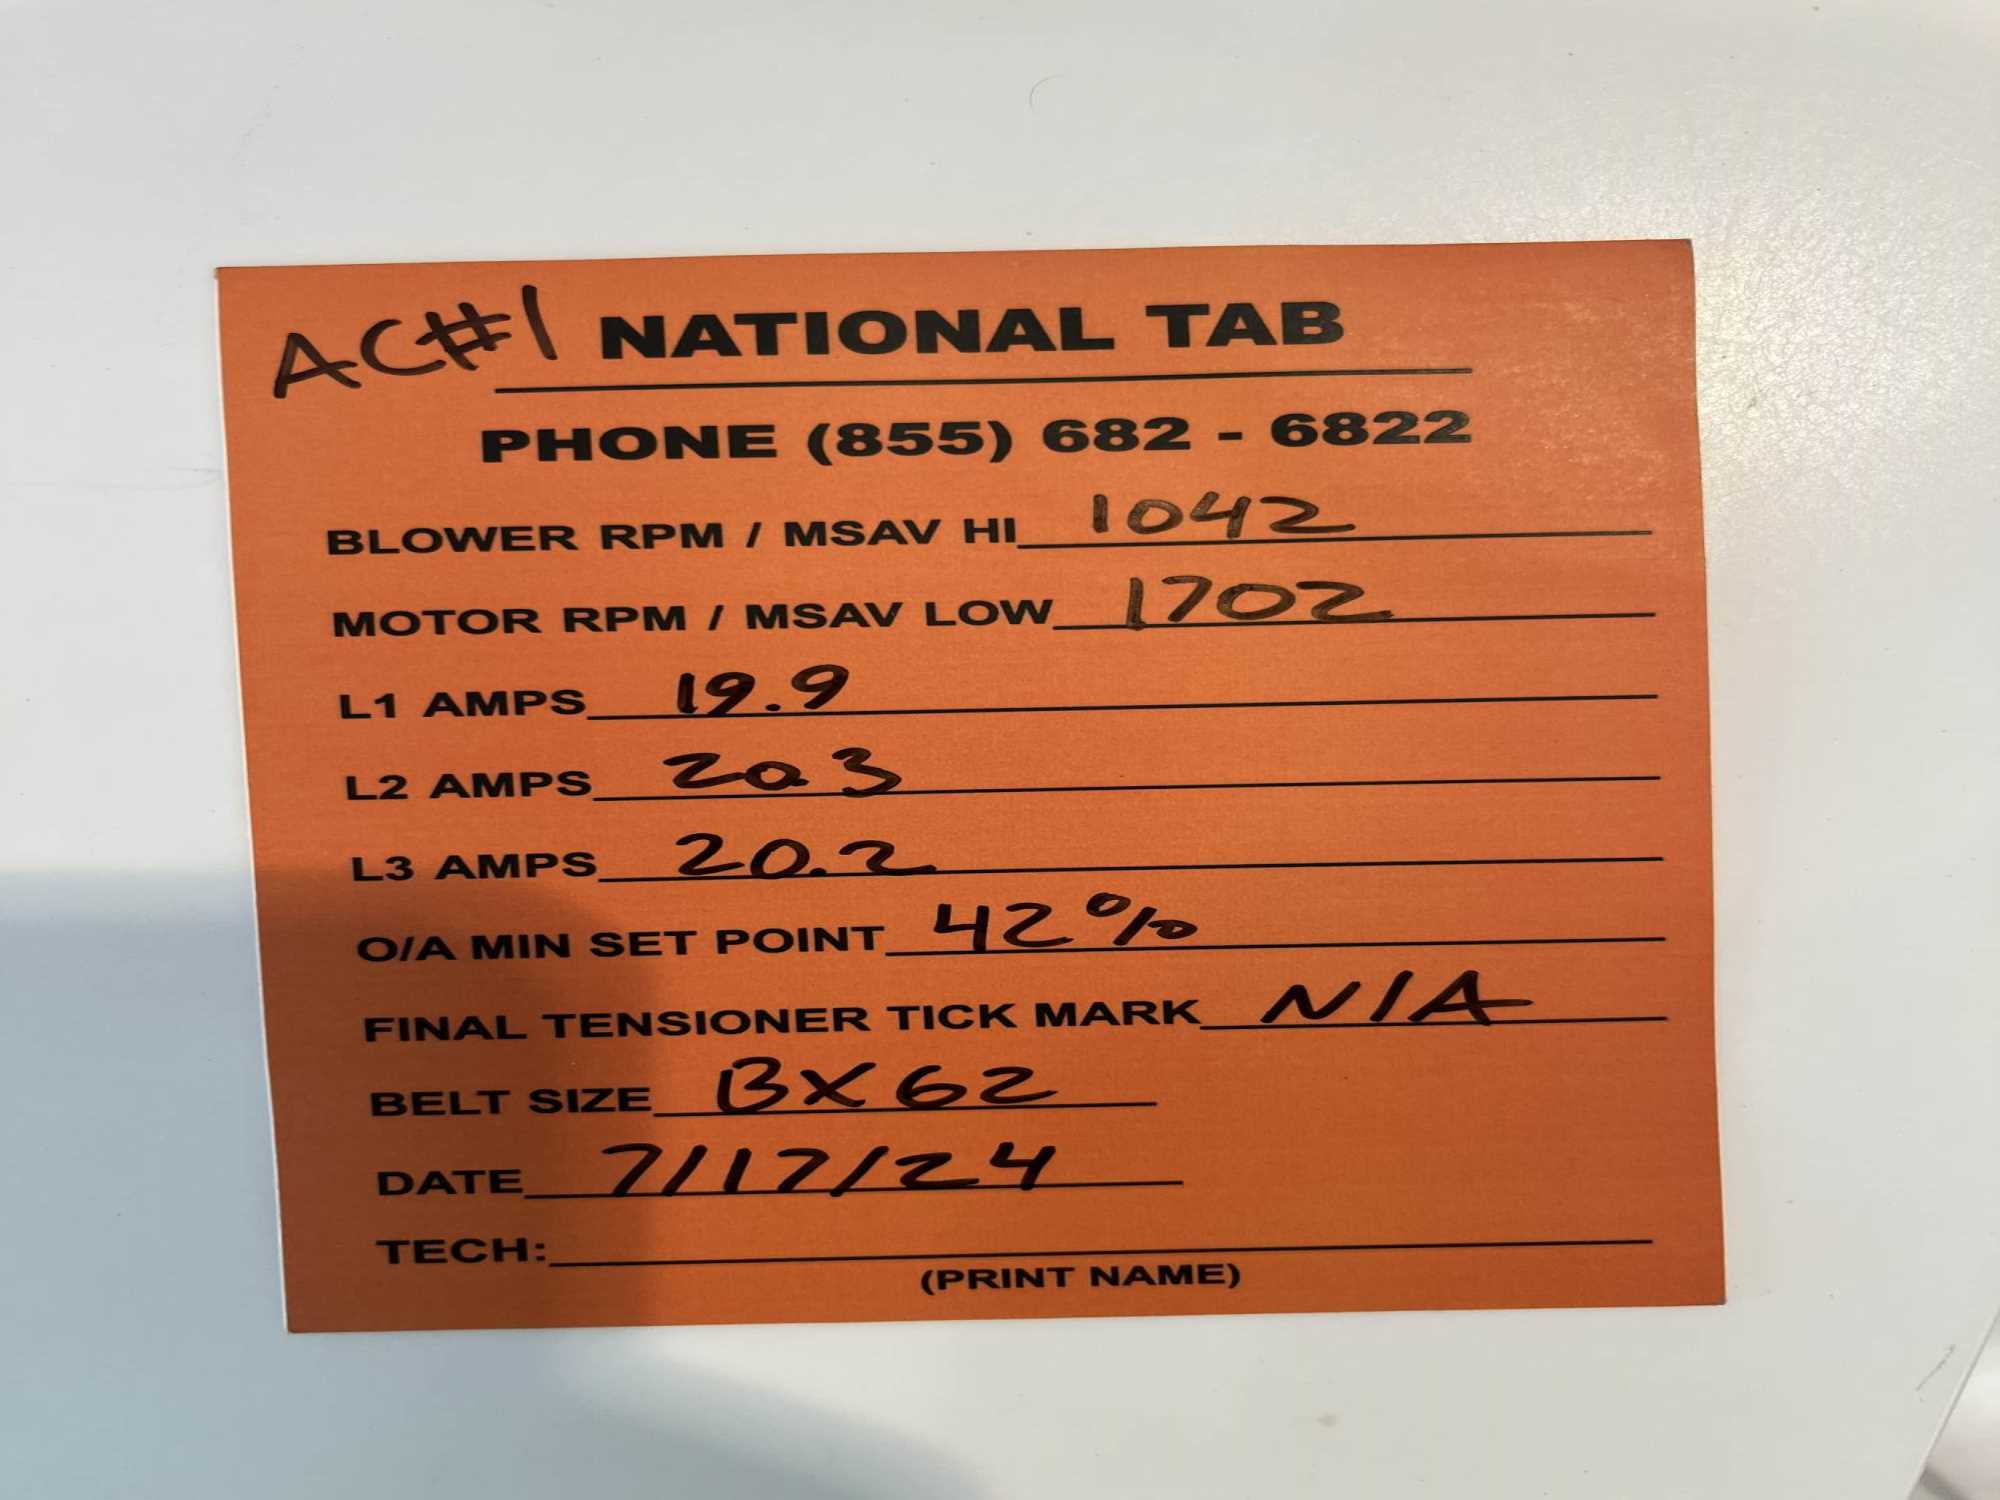 AC#1 NATIONAL TAB
PHONE (855) 682 - 6822
BLOWER RPM / MSAV HI 1042
MOTOR RPM / MSAV LOW 1702
L1 AMPS 19.9
L2 AMPS 20.3
L3 AMPS 20.2
O/A MIN SET POINT 42%
FINAL TENSIONER TICK MARK N/A
BELT SIZE BX62
DATE 7/17/24
TECH:
(PRINT NAME)